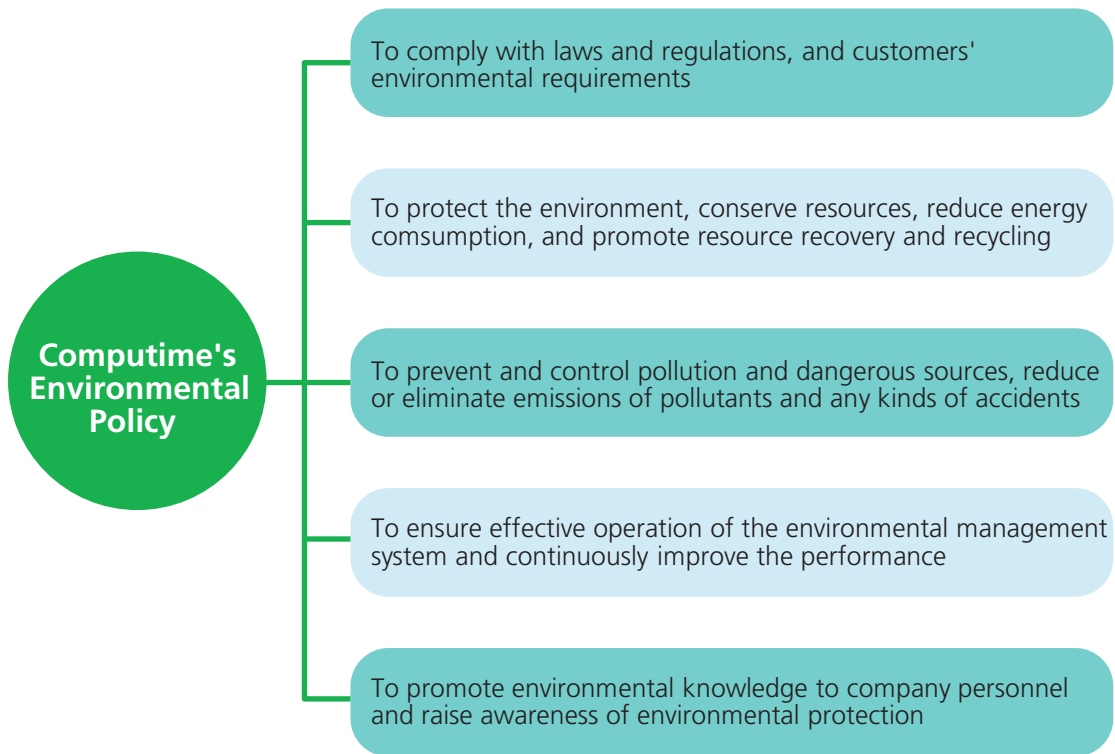 To comply with laws and regulations, and customers'
environmental requirements
To protect the environment, conserve resources, reduce energy
comsumption, and promote resource recovery and recycling
Computime's
Environmental
Policy
To prevent and control pollution and dangerous sources, reduce
or eliminate emissions of pollutants and any kinds of accidents
To ensure effective operation of the environmental management
system and continuously improve the performance
To promote environmental knowledge to company personnel
and raise awareness of environmental protection